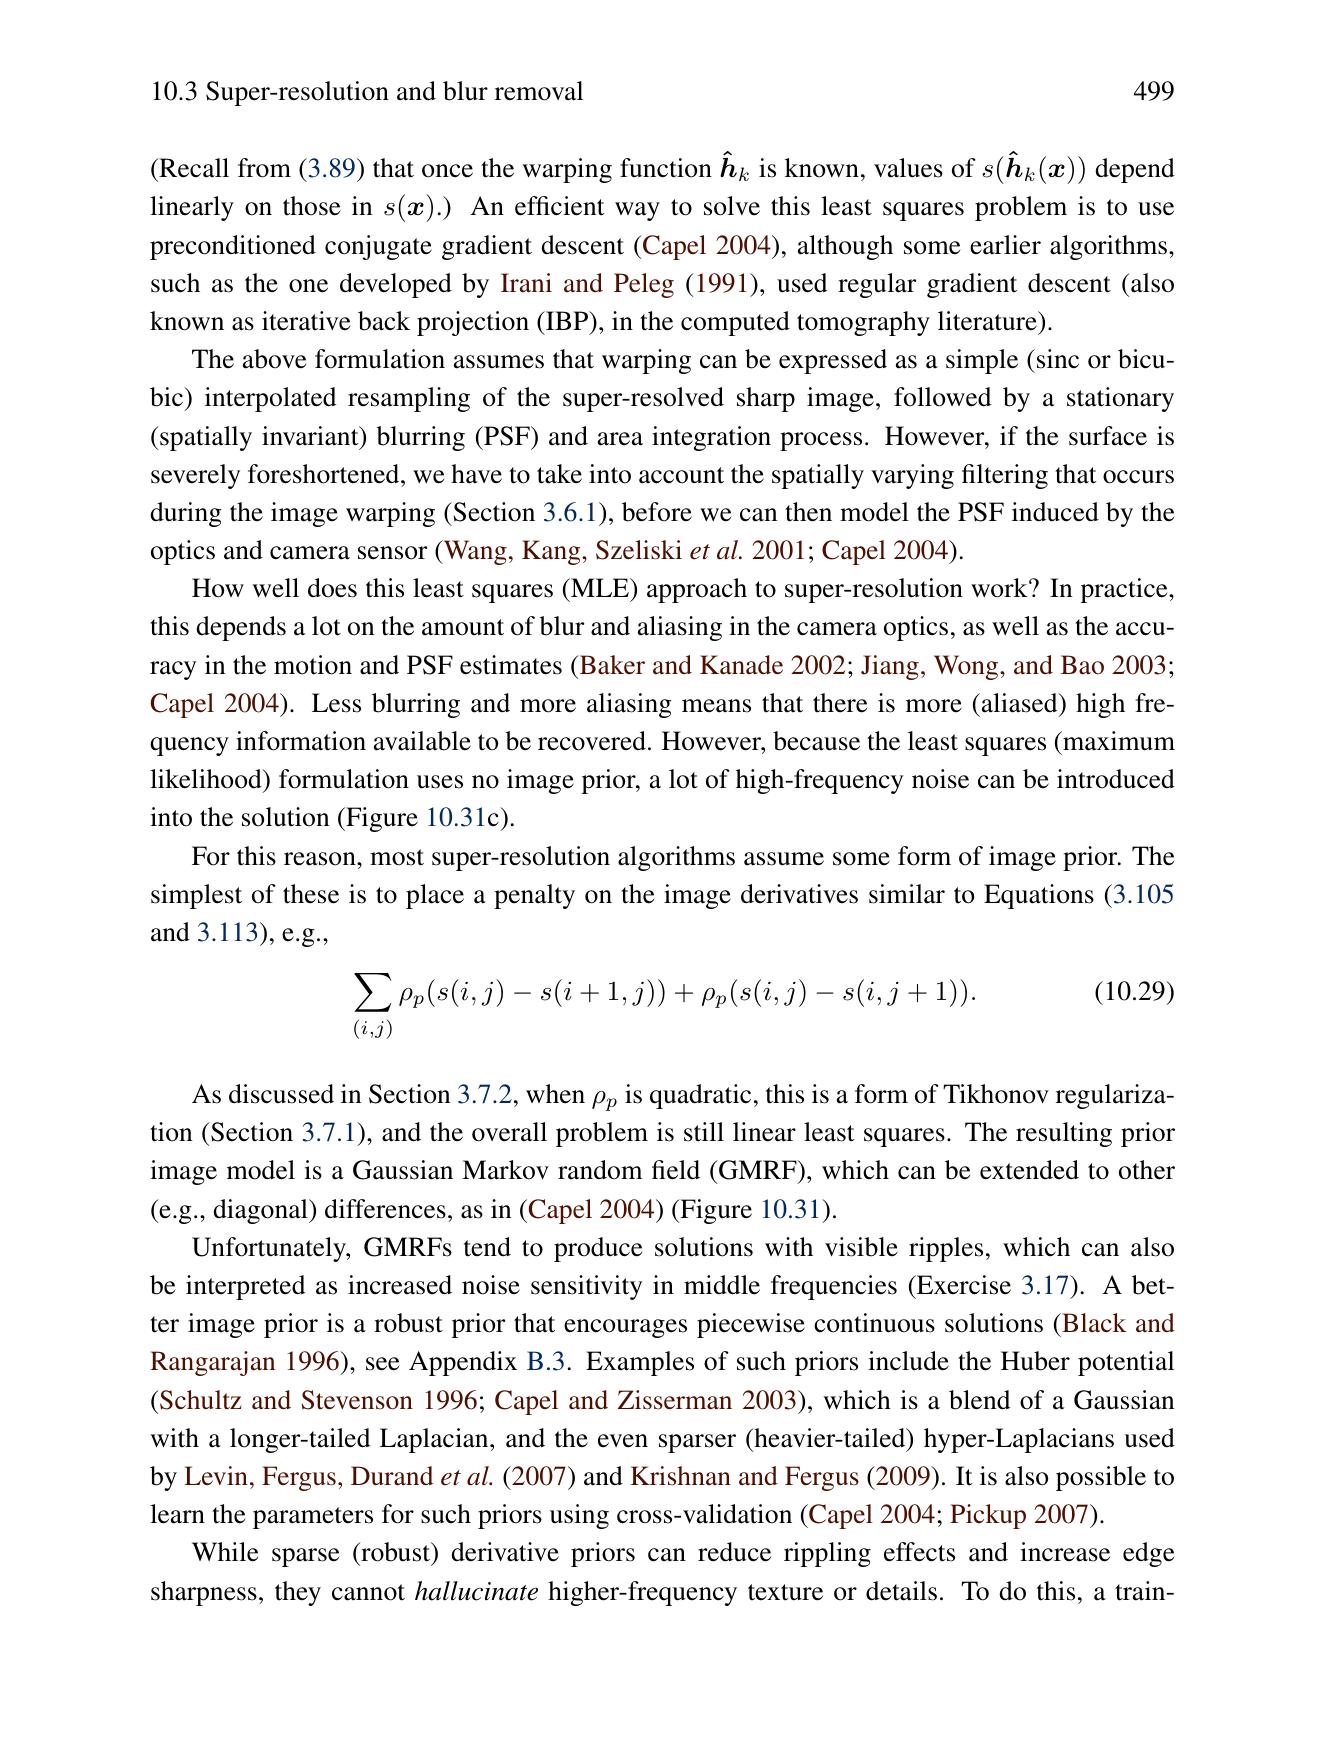 10.3 Super-resolution and blur removal 499
(Recall from (3.89) that once the warping function ĥₖ is known, values of s(ĥₖ(x)) depend
linearly on those in s(x).) An efficient way to solve this least squares problem is to use
preconditioned conjugate gradient descent (Capel 2004), although some earlier algorithms,
such as the one developed by Irani and Peleg (1991), used regular gradient descent (also
known as iterative back projection (IBP), in the computed tomography literature).
The above formulation assumes that warping can be expressed as a simple (sinc or bicu-
bic) interpolated resampling of the super-resolved sharp image, followed by a stationary
(spatially invariant) blurring (PSF) and area integration process. However, if the surface is
severely foreshortened, we have to take into account the spatially varying filtering that occurs
during the image warping (Section 3.6.1), before we can then model the PSF induced by the
optics and camera sensor (Wang, Kang, Szeliski et al. 2001; Capel 2004).
How well does this least squares (MLE) approach to super-resolution work? In practice,
this depends a lot on the amount of blur and aliasing in the camera optics, as well as the accu-
racy in the motion and PSF estimates (Baker and Kanade 2002; Jiang, Wong, and Bao 2003;
Capel 2004). Less blurring and more aliasing means that there is more (aliased) high fre-
quency information available to be recovered. However, because the least squares (maximum
likelihood) formulation uses no image prior, a lot of high-frequency noise can be introduced
into the solution (Figure 10.31c).
For this reason, most super-resolution algorithms assume some form of image prior. The
simplest of these is to place a penalty on the image derivatives similar to Equations (3.105
and 3.113), e.g.,
∑ ρₚ(s(i, j) − s(i + 1, j)) + ρₚ(s(i, j) − s(i, j + 1)). (10.29)
(i,j)
As discussed in Section 3.7.2, when ρₚ is quadratic, this is a form of Tikhonov regulariza-
tion (Section 3.7.1), and the overall problem is still linear least squares. The resulting prior
image model is a Gaussian Markov random field (GMRF), which can be extended to other
(e.g., diagonal) differences, as in (Capel 2004) (Figure 10.31).
Unfortunately, GMRFs tend to produce solutions with visible ripples, which can also
be interpreted as increased noise sensitivity in middle frequencies (Exercise 3.17). A bet-
ter image prior is a robust prior that encourages piecewise continuous solutions (Black and
Rangarajan 1996), see Appendix B.3. Examples of such priors include the Huber potential
(Schultz and Stevenson 1996; Capel and Zisserman 2003), which is a blend of a Gaussian
with a longer-tailed Laplacian, and the even sparser (heavier-tailed) hyper-Laplacians used
by Levin, Fergus, Durand et al. (2007) and Krishnan and Fergus (2009). It is also possible to
learn the parameters for such priors using cross-validation (Capel 2004; Pickup 2007).
While sparse (robust) derivative priors can reduce rippling effects and increase edge
sharpness, they cannot hallucinate higher-frequency texture or details. To do this, a train-